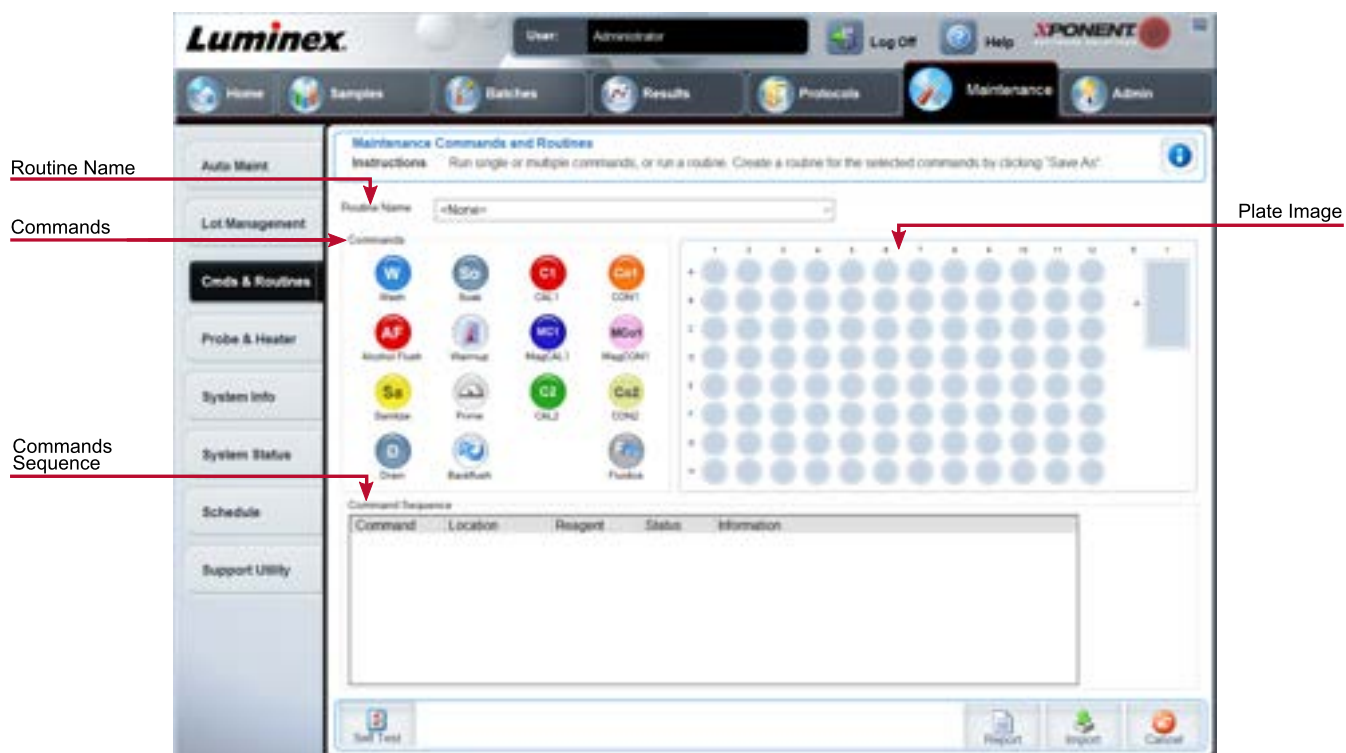 Luminex
User: Administrator
Log Off
Help
XPONENT
Home
Samples
Batches
Results
Protocols
Maintenance
Admin
Routine Name
Commands
Commands
Sequence
Plate Image
Auto Maint
Lot Management
Cmds & Routines
Probe & Heater
System Info
System Status
Schedule
Support Utility
Maintenance Commands and Routines
Instructions Run single or multiple commands, or run a routine. Create a routine for the selected commands by clicking "Save As"
Routine Name <None>
Commands
W So C1 Co1
Wash Soak CAL1 CON1
AF MC1 MCo1
Alcohol Flush Warmup MagCAL1 MagCON1
Sa C2 Co2
Sanitize Prime CAL2 CON2
D
Drain Backflush Fluidics
1 2 3 4 5 6 7 8 9 10 11 12
A
B
C
D
E
F
G
H
Command Sequence
Command Location Reagent Status Information
Self Test
Report
Import
Cancel